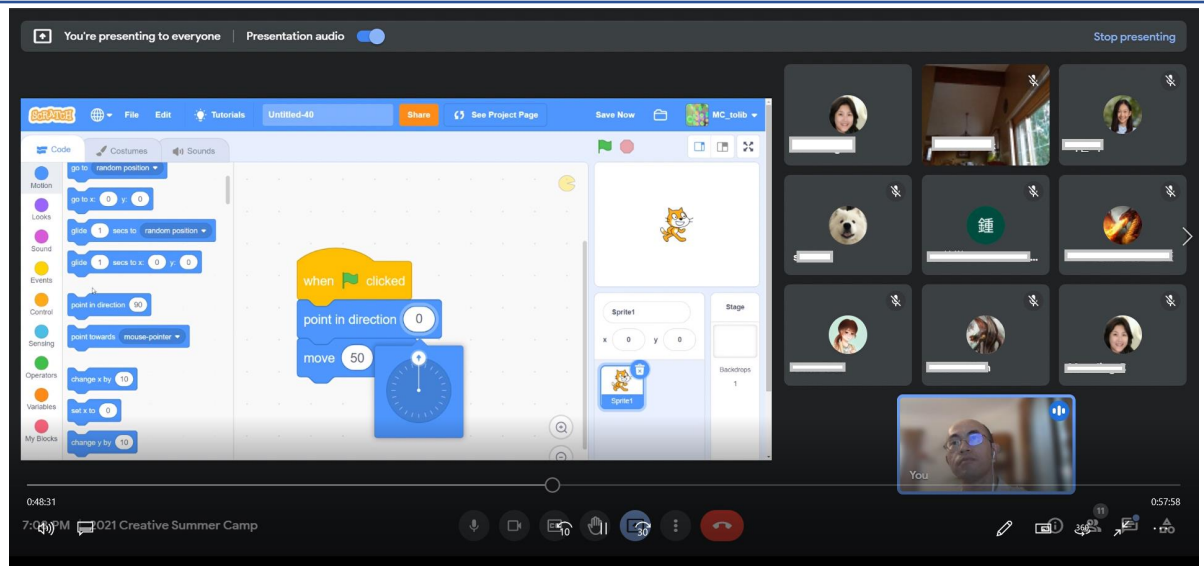 You're presenting to everyone | Presentation audio
Stop presenting
SCRATCH File Edit Tutorials Untitled-40 Share See Project Page Save Now MC_tolib
Code Costumes Sounds
Motion
Looks
Sound
Events
Control
Sensing
Operators
Variables
My Blocks
go to random position
go to x: 0 y: 0
glide 1 secs to random position
glide 1 secs to x: 0 y: 0
point in direction 90
point towards mouse-pointer
change x by 10
set x to 0
change y by 10
when clicked
point in direction 0
move 50
Sprite1
x 0 y 0
Sprite1
Stage
Backdrops
1
鍾
You
0:48:31
0:57:58
PM 2021 Creative Summer Camp
10
30
11